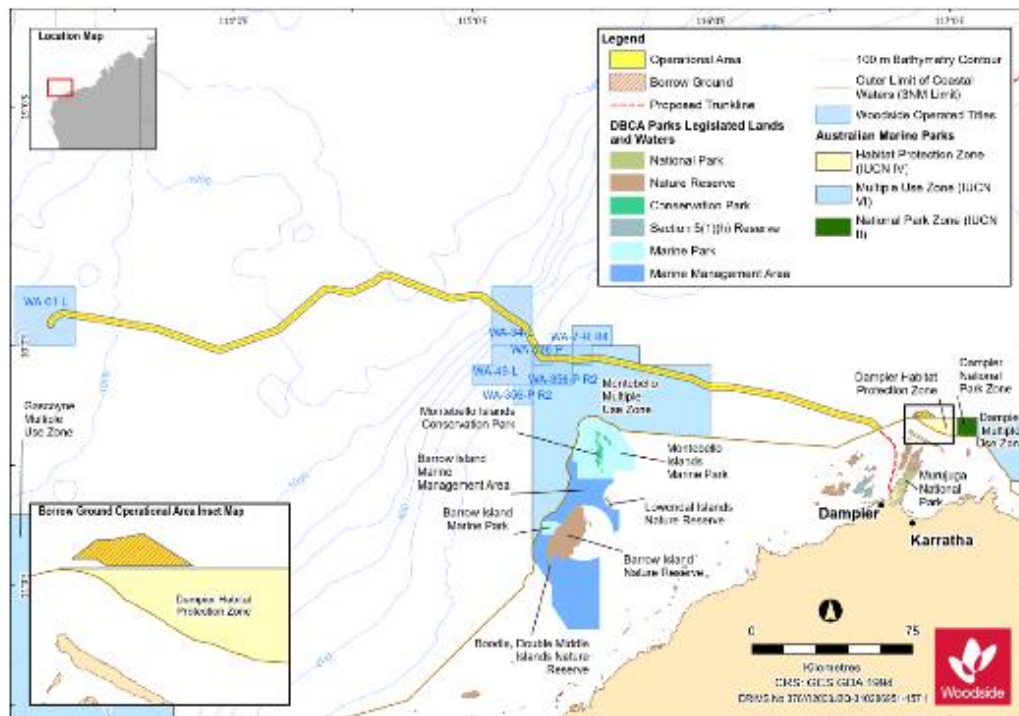 Location Map
Legend
Operational Area
Borrow Ground
Proposed Trunkline
DBCA Parks Legislated Lands
and Waters
National Park
Nature Reserve
Conservation Park
Section 5(1)(h) Reserve
Marine Park
Marine Management Area
100 m Bathymetry Contour
Outer Limit of Coastal
Waters (3NM Limit)
Woodside Operated Titles
Australian Marine Parks
Habitat Protection Zone
(IUCN IV)
Multiple Use Zone (IUCN
VI)
National Park Zone (IUCN
II)
WA-49-L
WA-356-P R2
Gascoyne
Multiple
Use Zone
Montebello
Multiple
Use Zone
Montebello Islands
Conservation Park
Barrow Island
Marine
Management Area
Barrow Island
Marine Park
Montebello
Islands
Marine Park
Lowendal Islands
Nature Reserve
Barrow Island
Nature Reserve
Boodie, Double Middle
Islands Nature
Reserve
Dampier Habitat
Protection Zone
Dampier
National
Park Zone
Dampier
Multiple
Use Zone
Murujuga
National
Park
Dampier
Karratha
Borrow Ground Operational Area Inset Map
Dampier Habitat
Protection Zone
0 75
Kilometres
CRS: GCS GDA 1994
Woodside